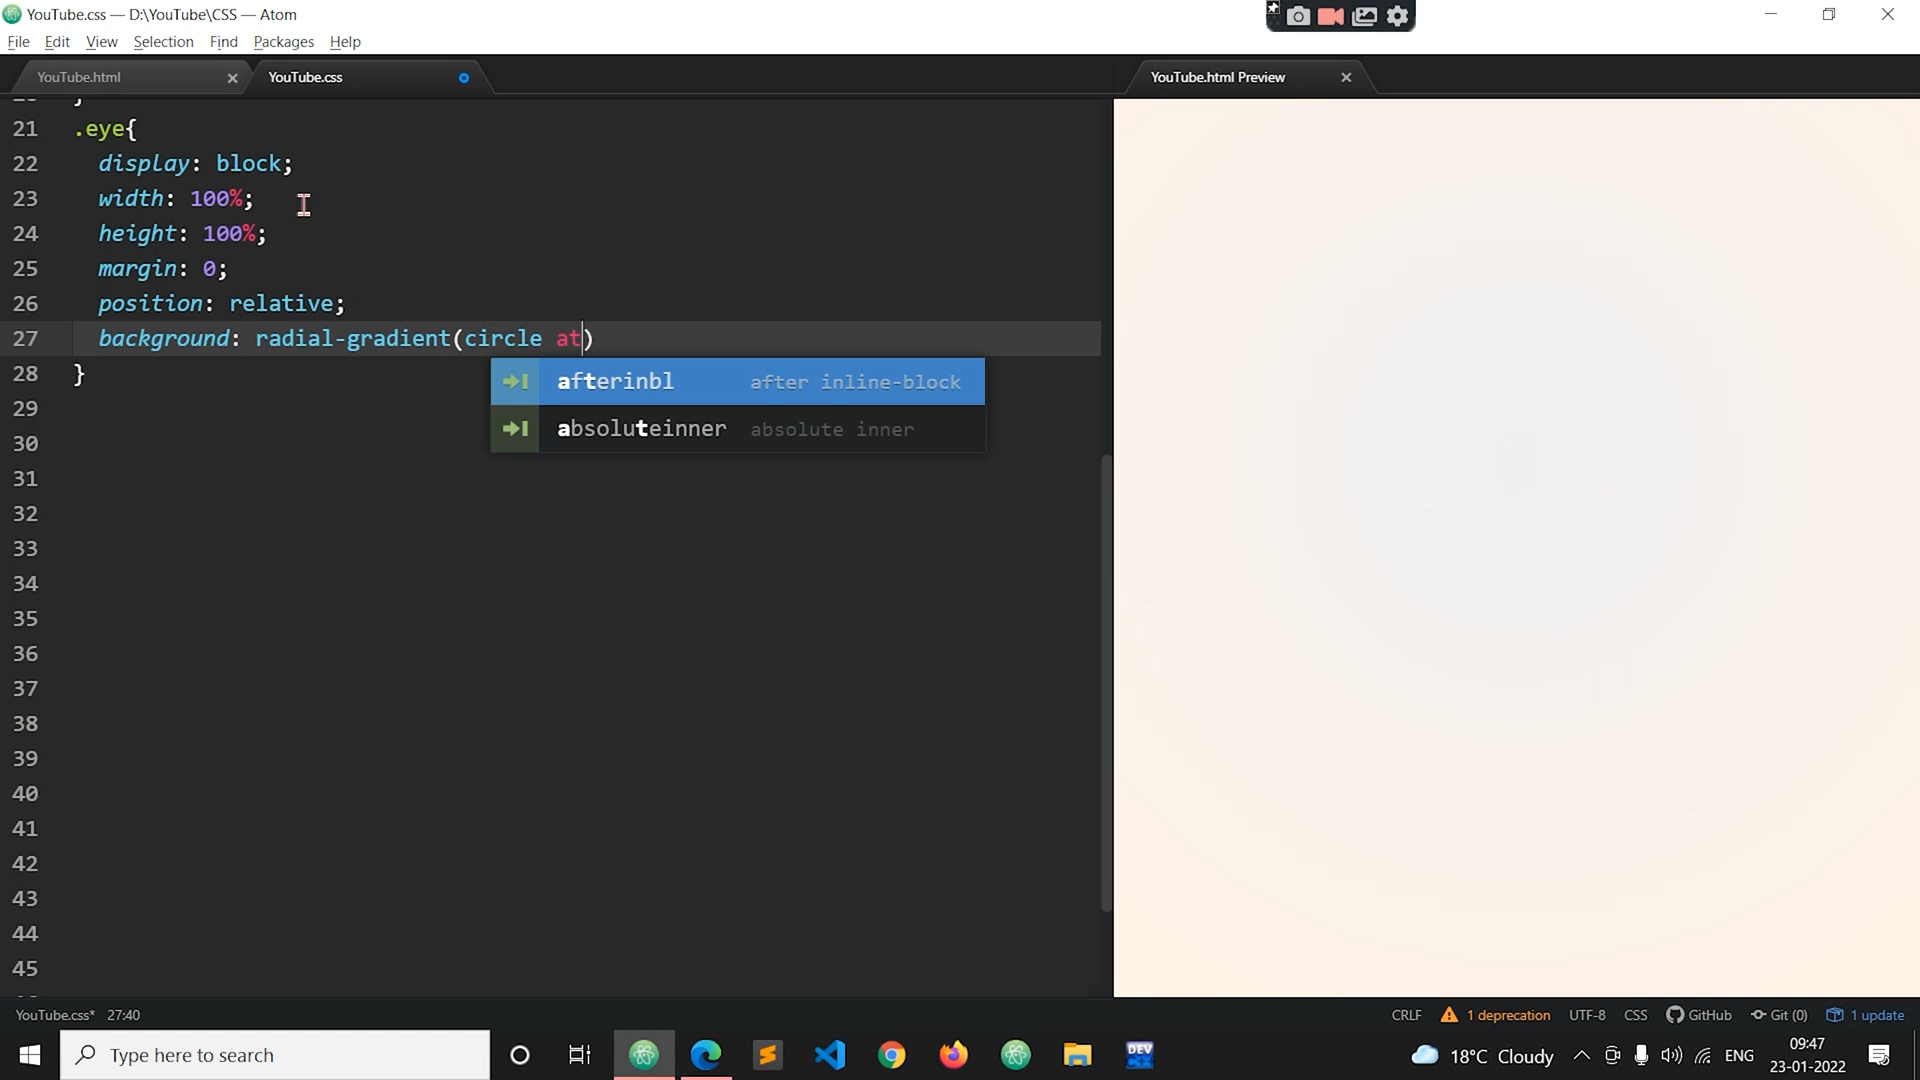 YouTube.css — D:\YouTube\CSS — Atom
File Edit View Selection Find Packages Help
YouTube.html
YouTube.css
YouTube.html Preview
21 .eye{
22 display: block;
23 width: 100%;
24 height: 100%;
25 margin: 0;
26 position: relative;
27 background: radial-gradient(circle at)
28 }
afterinbl after inline-block
absoluteinner absolute inner
29
30
31
32
33
34
35
36
37
38
39
40
41
42
43
44
45
YouTube.css* 27:40
CRLF 1 deprecation UTF-8 CSS GitHub Git (0) 1 update
Type here to search
DEV
18°C Cloudy
ENG
09:47
23-01-2022